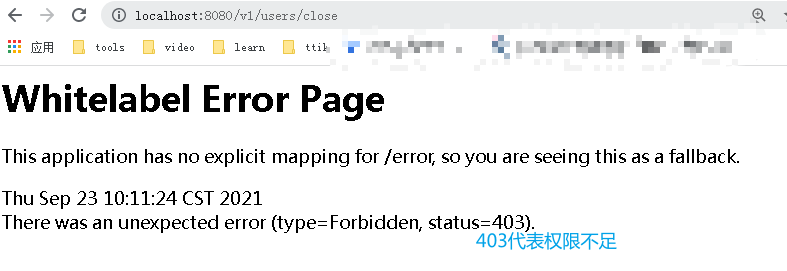 localhost:8080/v1/users/close
应用 tools video learn ttik
Whitelabel Error Page
This application has no explicit mapping for /error, so you are seeing this as a fallback.
Thu Sep 23 10:11:24 CST 2021
There was an unexpected error (type=Forbidden, status=403).
403代表权限不足